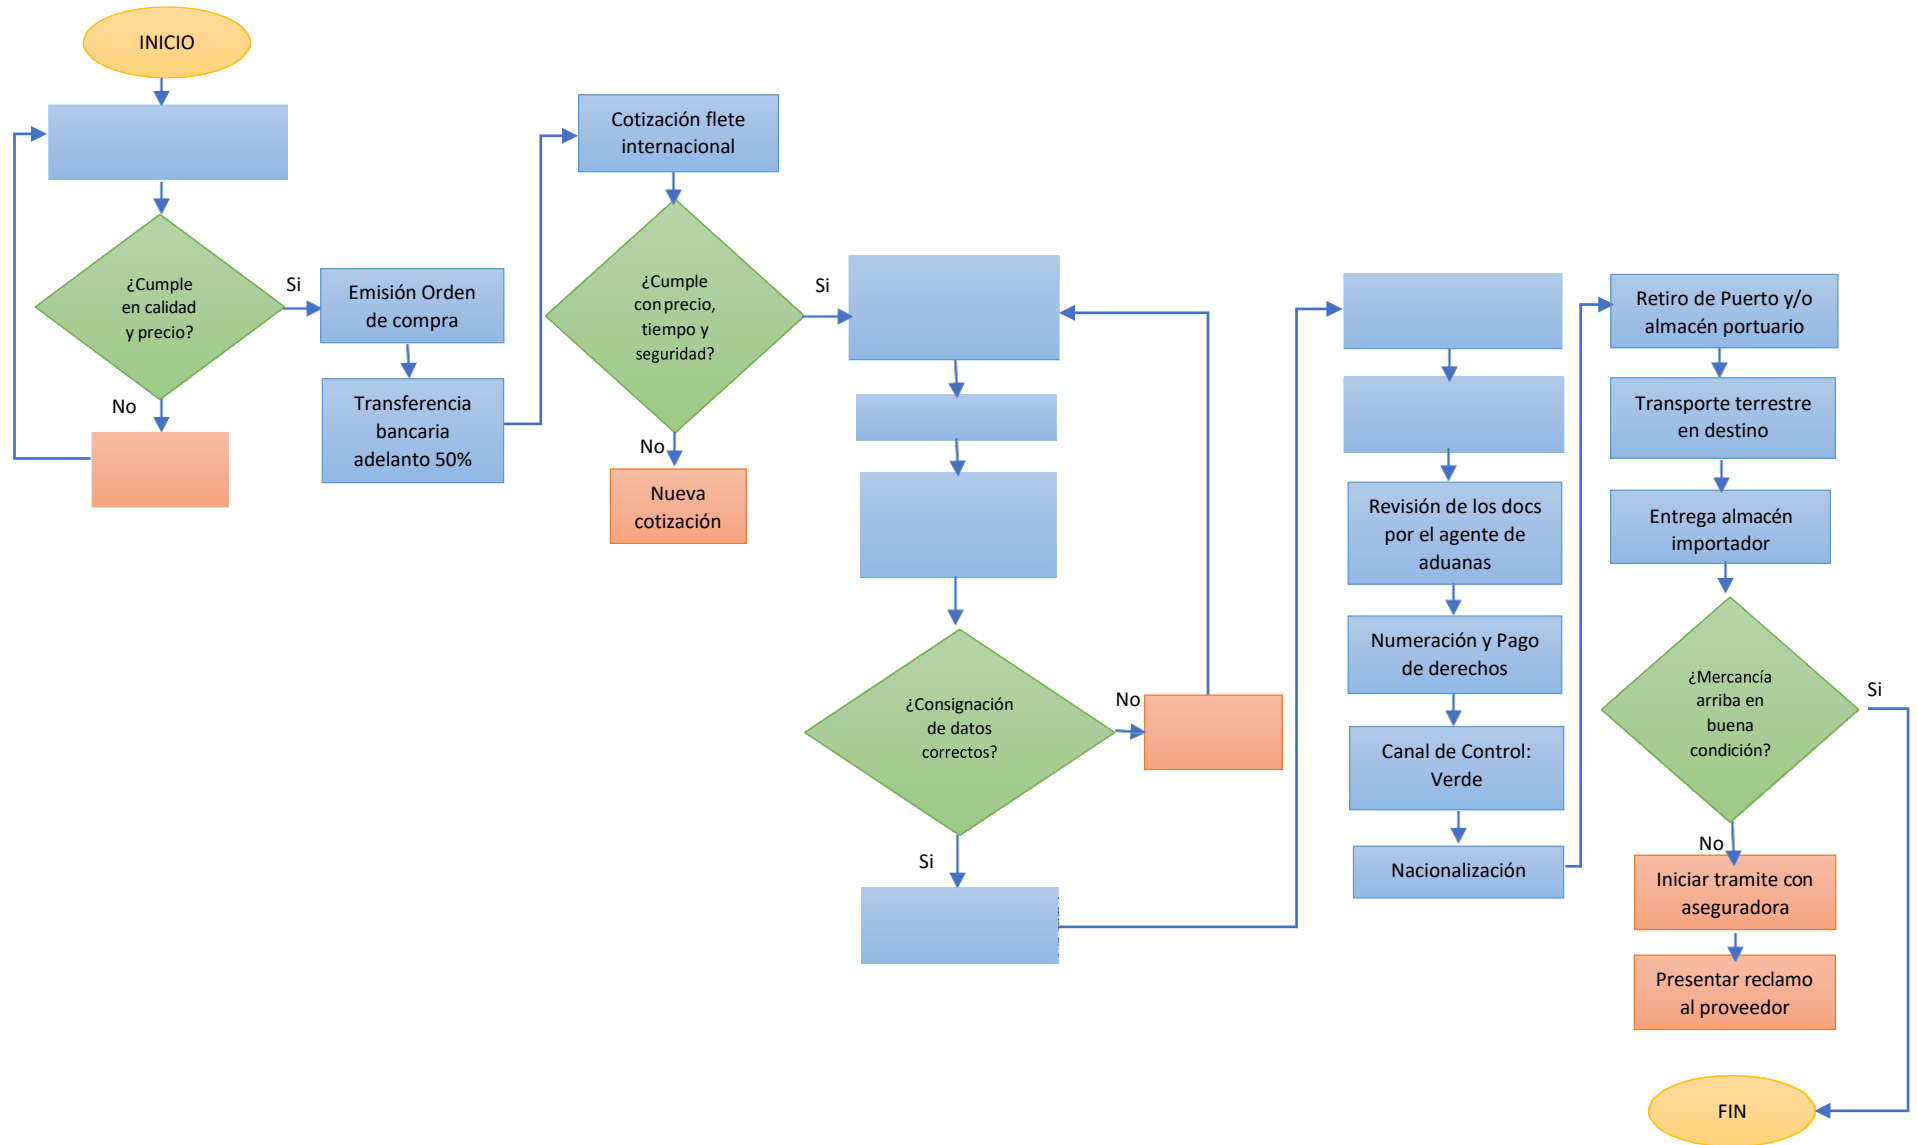 INICIO
¿Cumple
en calidad
y precio?
Si
No
Emisión Orden
de compra
Transferencia
bancaria
adelanto 50%
Cotización flete
internacional
¿Cumple
con precio,
tiempo y
seguridad?
Si
No
Nueva
cotización
¿Consignación
de datos
correctos?
No
Si
Revisión de los docs
por el agente de
aduanas
Numeración y Pago
de derechos
Canal de Control:
Verde
Nacionalización
Retiro de Puerto y/o
almacén portuario
Transporte terrestre
en destino
Entrega almacén
importador
¿Mercancía
arriba en
buena
condición?
Si
No
Iniciar tramite con
aseguradora
Presentar reclamo
al proveedor
FIN